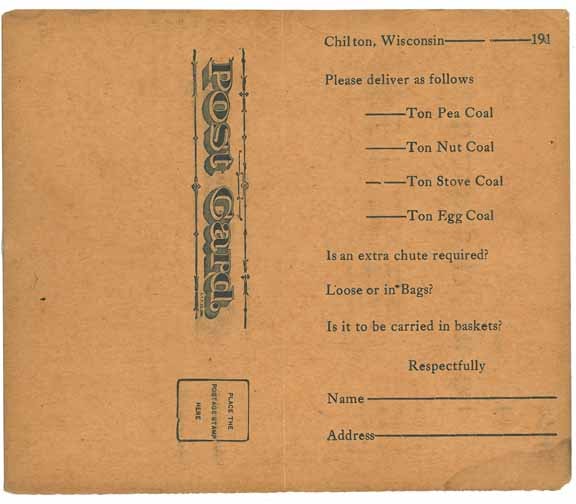 Post Card.
PLACE THE
POSTAGE STAMP
HERE
Chilton, Wisconsin—— — ——191
Please deliver as follows
——Ton Pea Coal
——Ton Nut Coal
— ——Ton Stove Coal
——Ton Egg Coal
Is an extra chute required?
Loose or in Bags?
Is it to be carried in baskets?
Respectfully
Name
Address